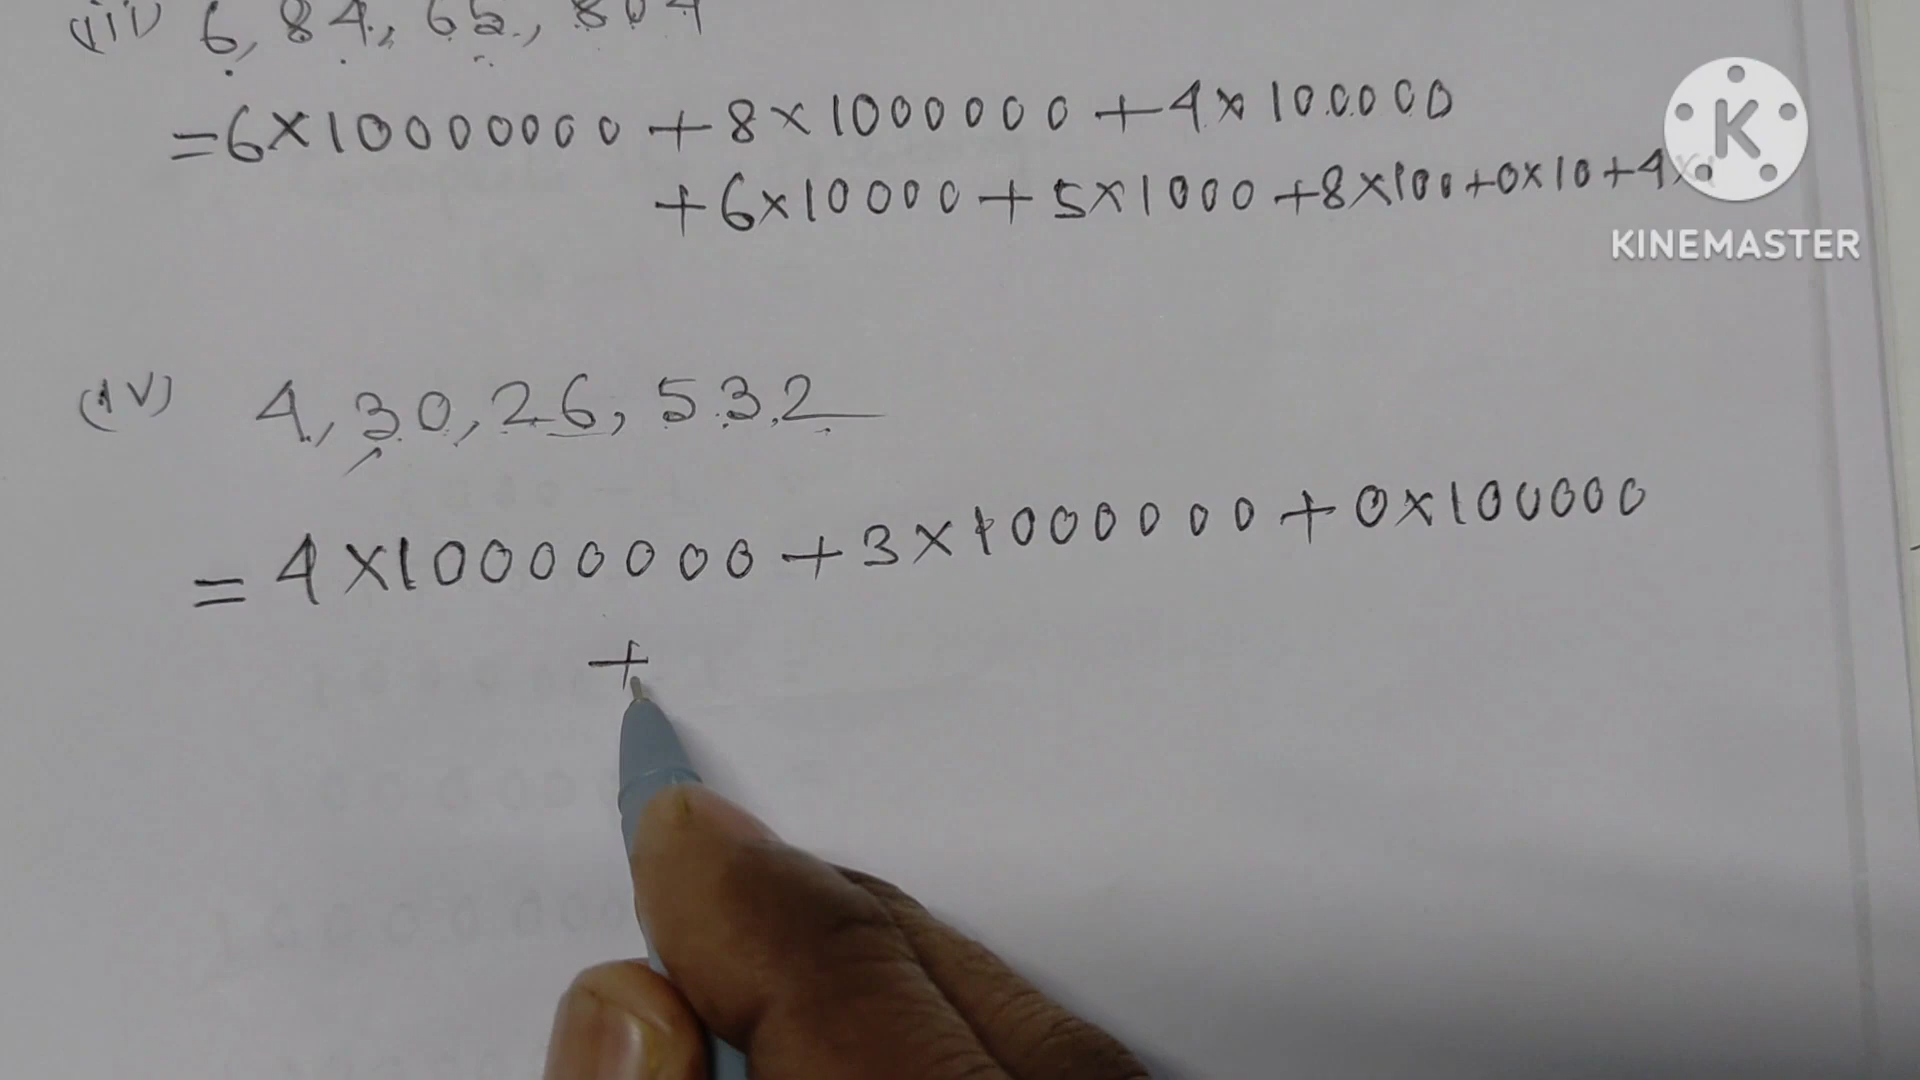 (iii) 6,84,65,804
=6×10000000+8×1000000+4×100000
+6×10000+5×1000+8×100+0×10+4×
K
KINEMASTER
(iv) 4,30,26,532
=4×10000000+3×1000000+0×100000
+